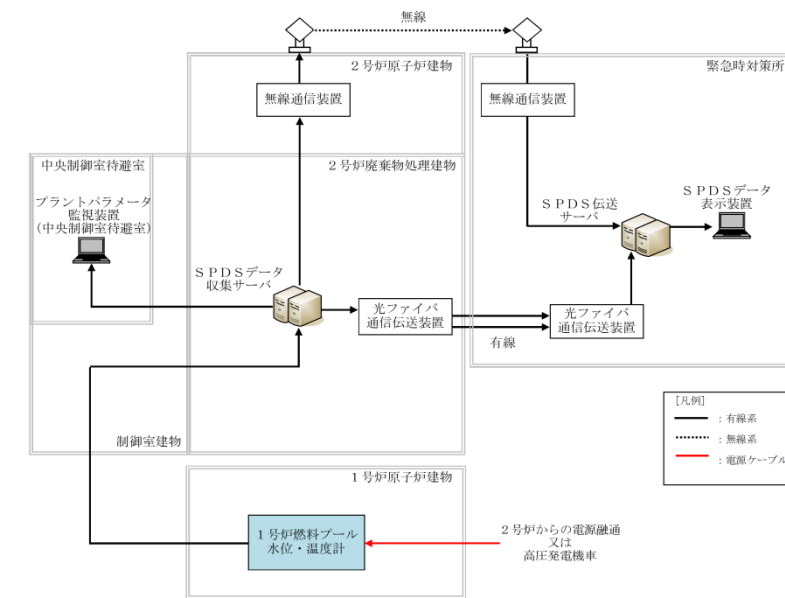 無線
２号炉原子炉建物
緊急時対策所
無線通信装置
無線通信装置
中央制御室待避室
２号炉廃棄物処理建物
プラントパラメータ
監視装置
(中央制御室待避室)
ＳＰＤＳ伝送
サーバ
ＳＰＤＳデータ
表示装置
ＳＰＤＳデータ
収集サーバ
光ファイバ
通信伝送装置
光ファイバ
通信伝送装置
有線
制御室建物
[凡例]
：有線系
：無線系
：電源ケーブル
１号炉原子炉建物
１号炉燃料プール
水位・温度計
２号炉からの電源融通
又は
高圧発電機車